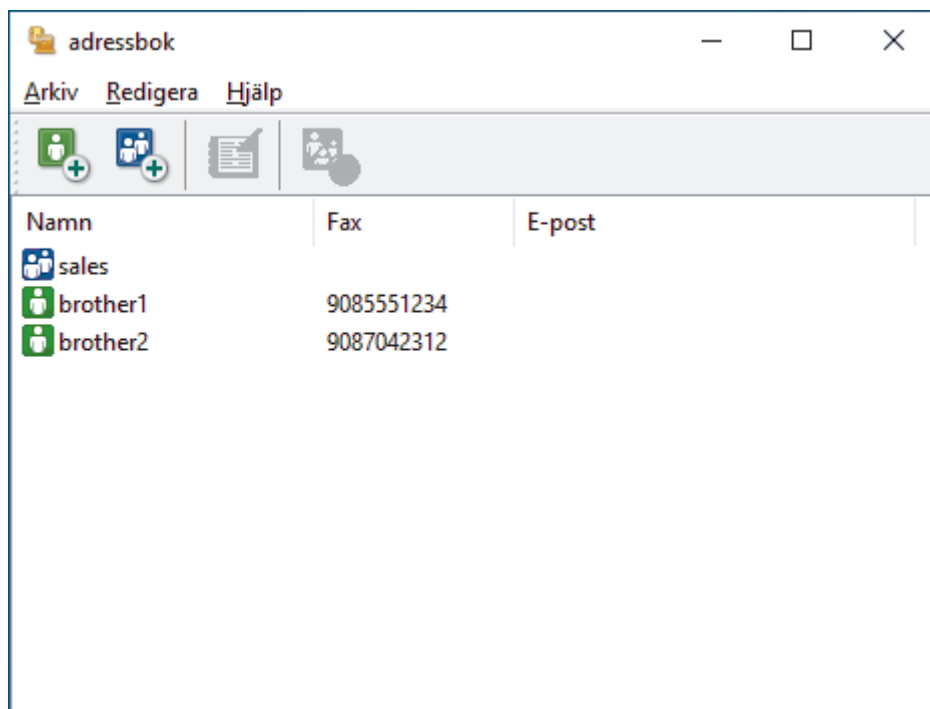 adressbok
Arkiv Redigera Hjälp
Namn Fax E-post
sales
brother1 9085551234
brother2 9087042312